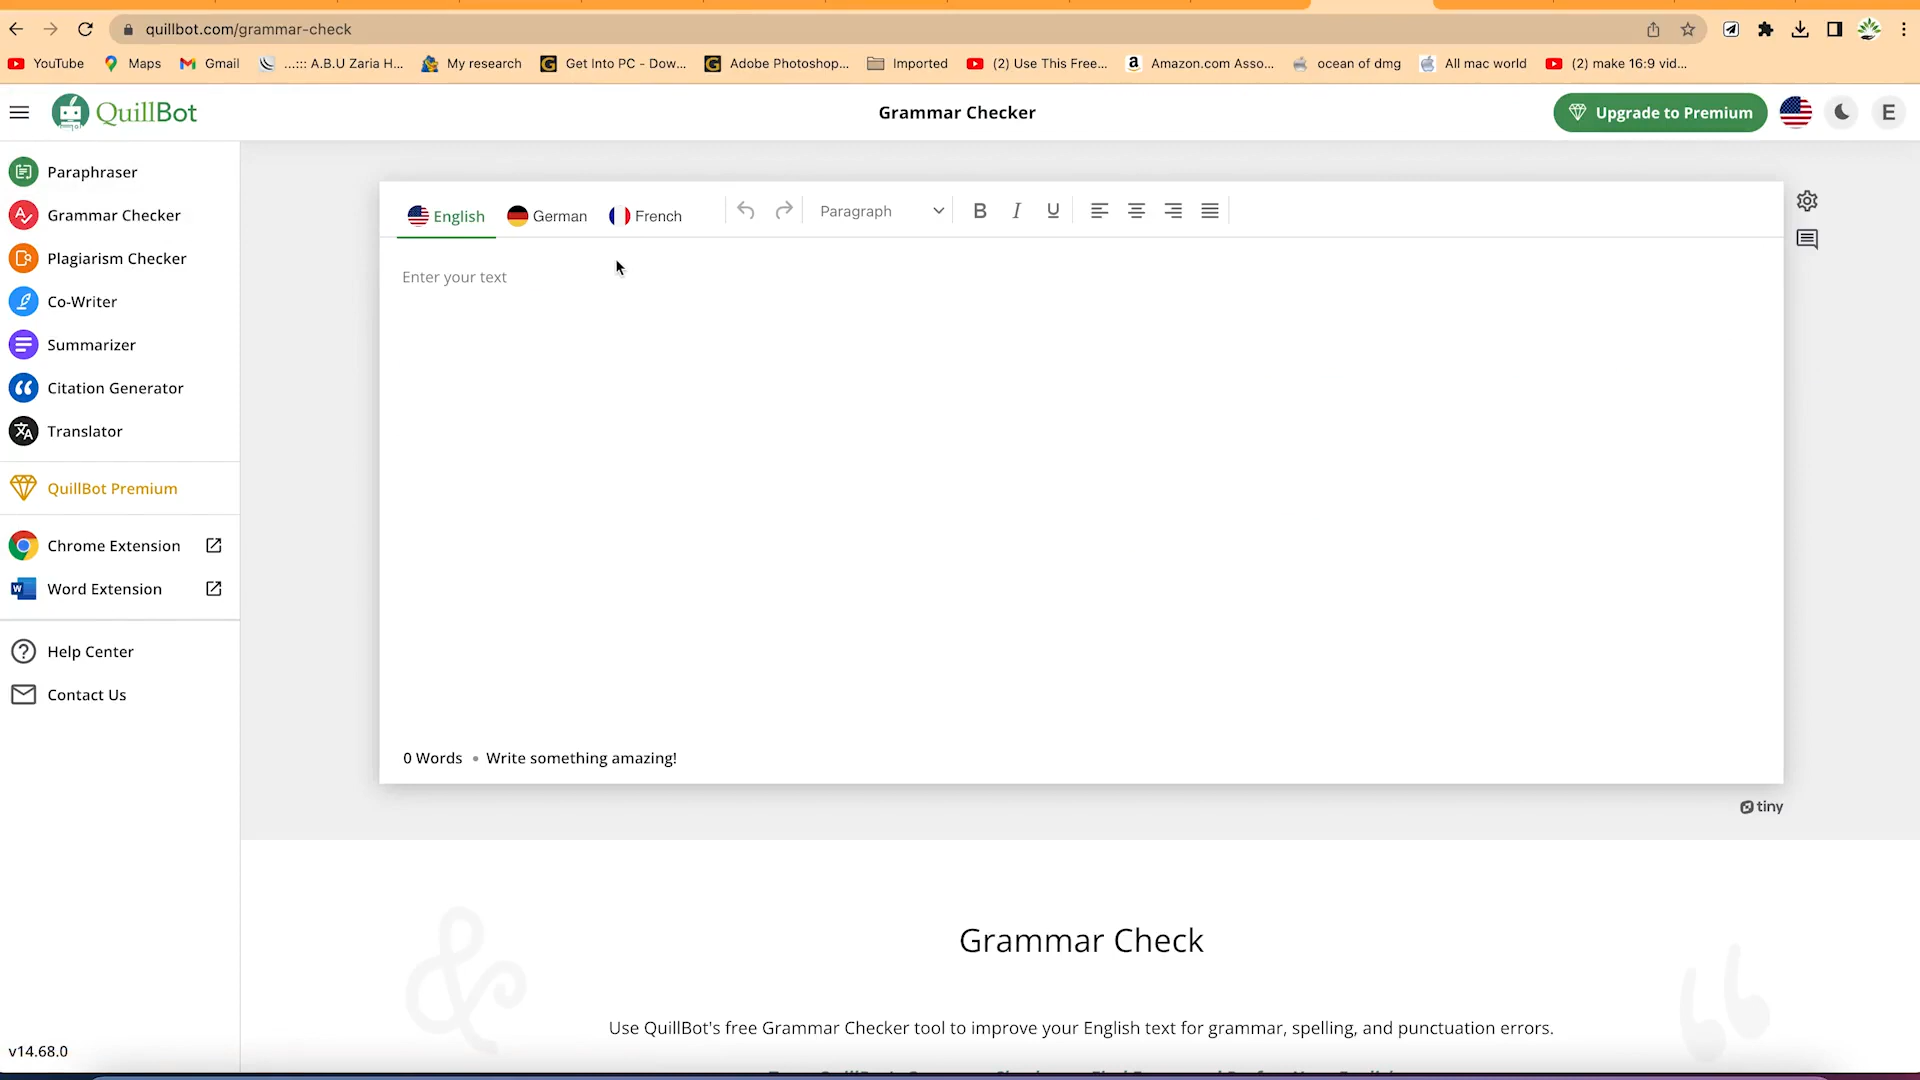 quillbot.com/grammar-check
YouTube Maps Gmail ...::: A.B.U Zaria H... My research Get Into PC - Dow... Adobe Photoshop... Imported (2) Use This Free... Amazon.com Asso... ocean of dmg All mac world (2) make 16:9 vid...
QuillBot
Grammar Checker
Upgrade to Premium
E
Paraphraser
Grammar Checker
Plagiarism Checker
Co-Writer
Summarizer
Citation Generator
Translator
QuillBot Premium
Chrome Extension
Word Extension
Help Center
Contact Us
v14.68.0
English German French Paragraph B I U
Enter your text
0 Words • Write something amazing!
tiny
Grammar Check
Use QuillBot's free Grammar Checker tool to improve your English text for grammar, spelling, and punctuation errors.